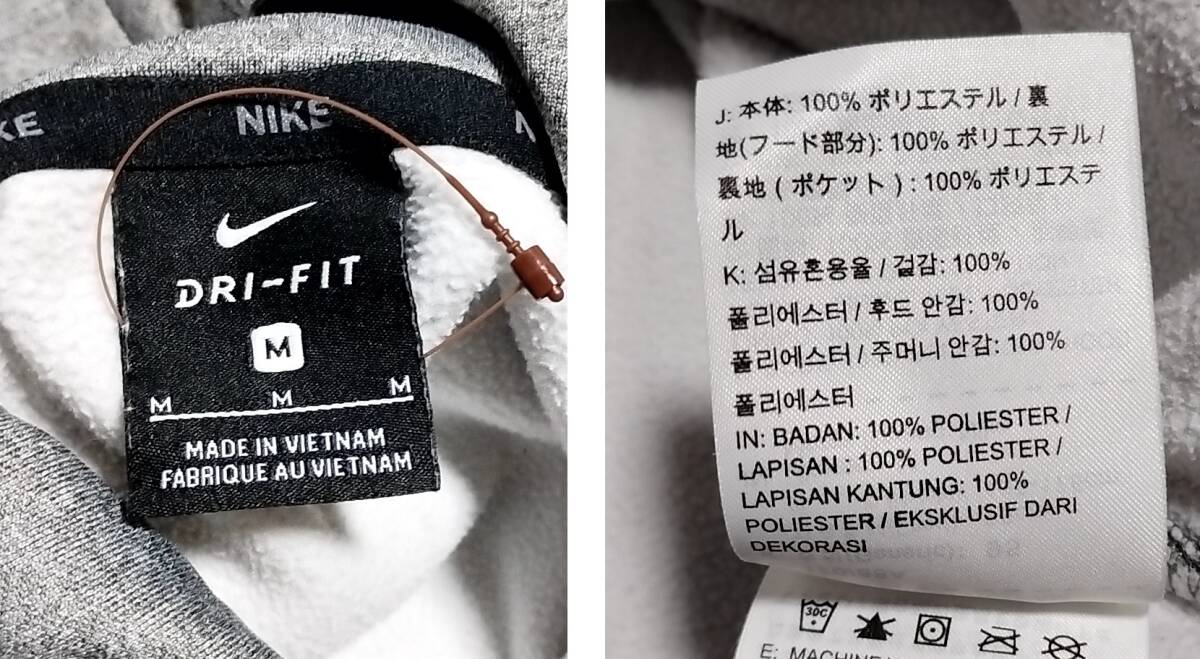 KE
NIKE
N
DRI-FIT
M
M
M
M
MADE IN VIETNAM
FABRIQUE AU VIETNAM
J: 本体: 100% ポリエステル / 裏
地(フード部分): 100% ポリエステル /
裏地 ( ポケット ) : 100% ポリエステ
ル
K: 섬유혼용율 / 겉감: 100%
폴리에스터 / 후드 안감: 100%
폴리에스터 / 주머니 안감: 100%
폴리에스터
IN: BADAN: 100% POLIESTER /
LAPISAN : 100% POLIESTER /
LAPISAN KANTUNG: 100%
POLIESTER / EKSKLUSIF DARI
DEKORASI
30C
E: MACHINE